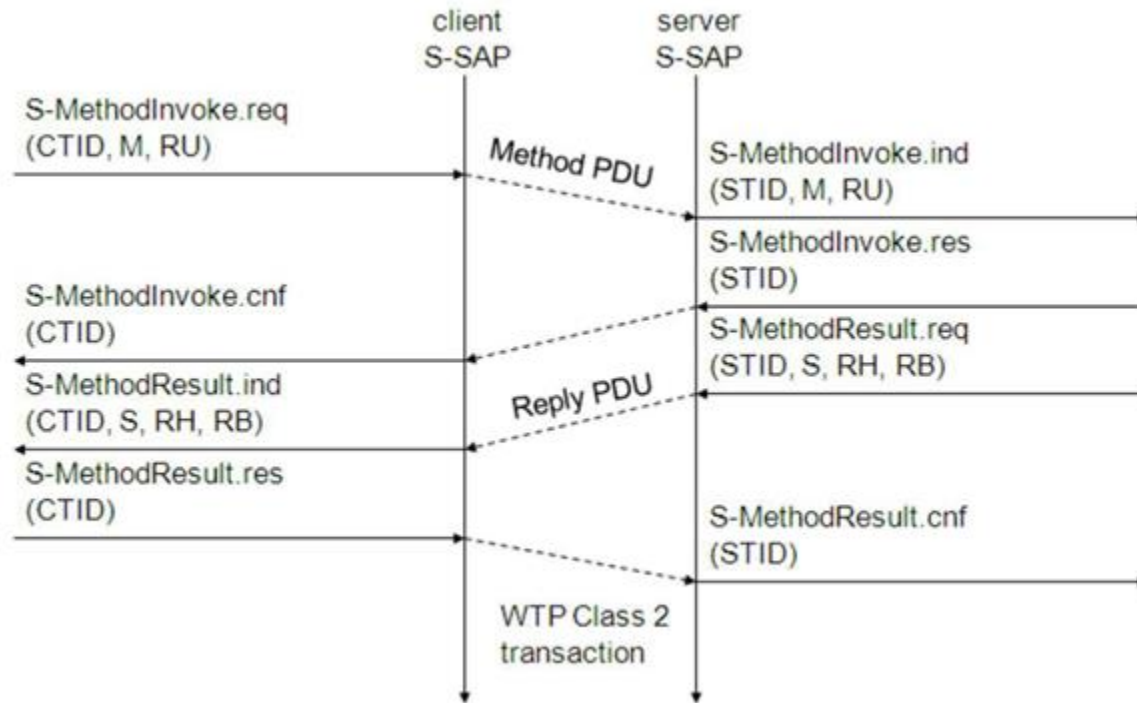 client
S-SAP
server
S-SAP
S-MethodInvoke.req
(CTID, M, RU)
Method PDU
S-MethodInvoke.ind
(STID, M, RU)
S-MethodInvoke.res
(STID)
S-MethodInvoke.cnf
(CTID)
S-MethodResult.req
(STID, S, RH, RB)
S-MethodResult.ind
(CTID, S, RH, RB)
Reply PDU
S-MethodResult.res
(CTID)
S-MethodResult.cnf
(STID)
WTP Class 2
transaction